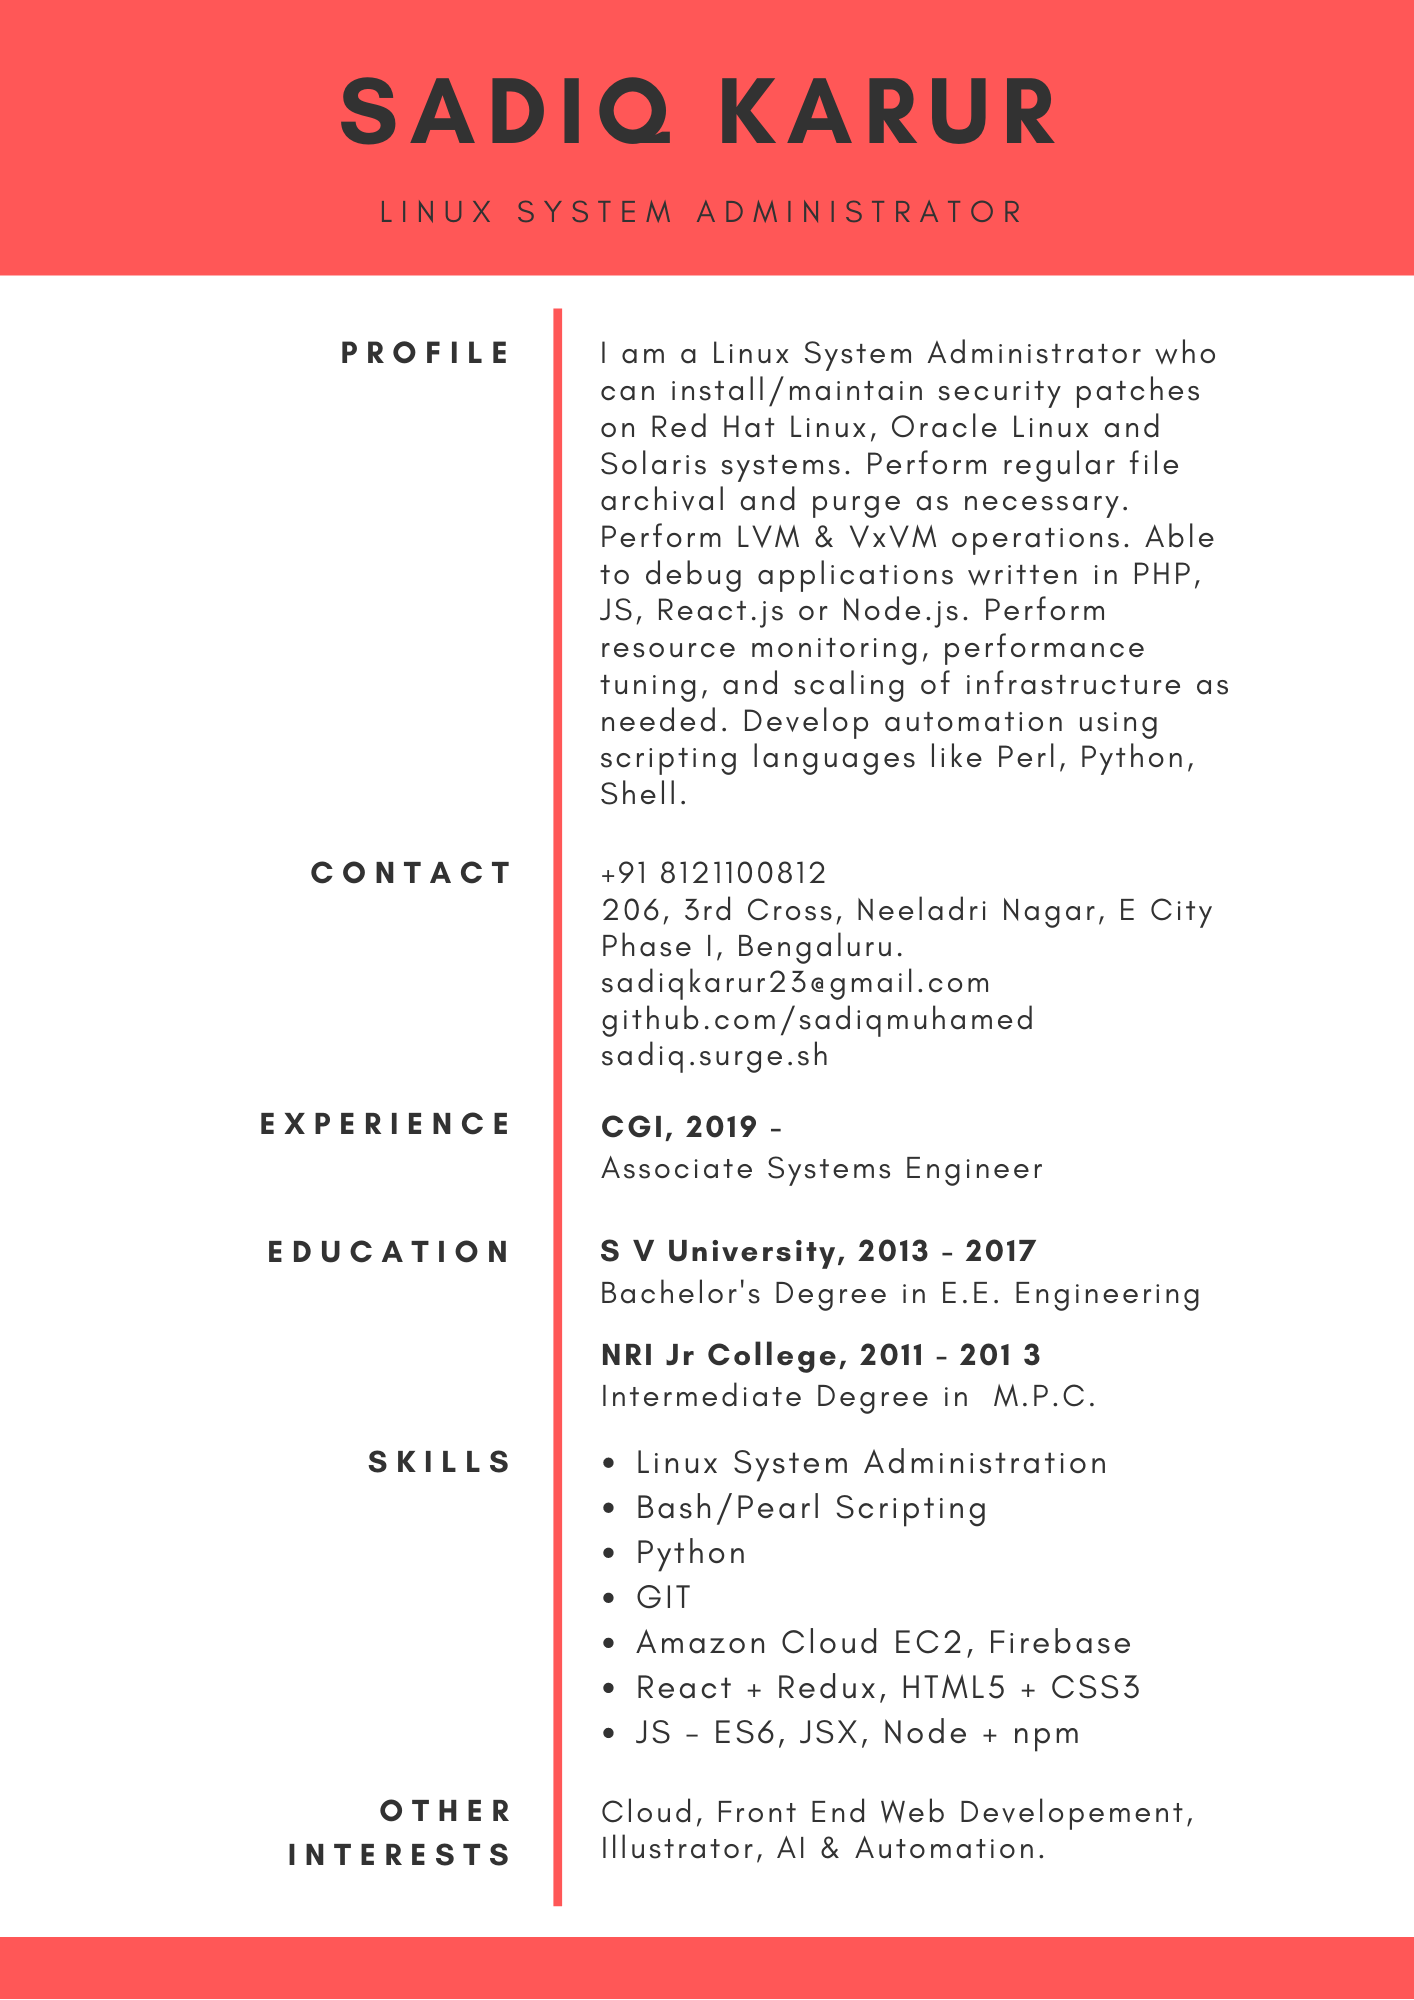 SADIQ KARUR
LINUX SYSTEM ADMINISTRATOR
PROFILE
I am a Linux System Administrator who
can install/maintain security patches
on Red Hat Linux, Oracle Linux and
Solaris systems. Perform regular file
archival and purge as necessary.
Perform LVM & VxVM operations. Able
to debug applications written in PHP,
JS, React.js or Node.js. Perform
resource monitoring, performance
tuning, and scaling of infrastructure as
needed. Develop automation using
scripting languages like Perl, Python,
Shell.
CONTACT
+91 8121100812
206, 3rd Cross, Neeladri Nagar, E City
Phase I, Bengaluru.
sadiqkarur23@gmail.com
github.com/sadiqmuhamed
sadiq.surge.sh
EXPERIENCE
CGI, 2019 -
Associate Systems Engineer
EDUCATION
S V University, 2013 - 2017
Bachelor's Degree in E.E. Engineering
NRI Jr College, 2011 - 201 3
Intermediate Degree in  M.P.C.
SKILLS
• Linux System Administration
• Bash/Pearl Scripting
• Python
• GIT
• Amazon Cloud EC2, Firebase
• React + Redux, HTML5 + CSS3
• JS - ES6, JSX, Node + npm
OTHER
INTERESTS
Cloud, Front End Web Developement,
Illustrator, AI & Automation.